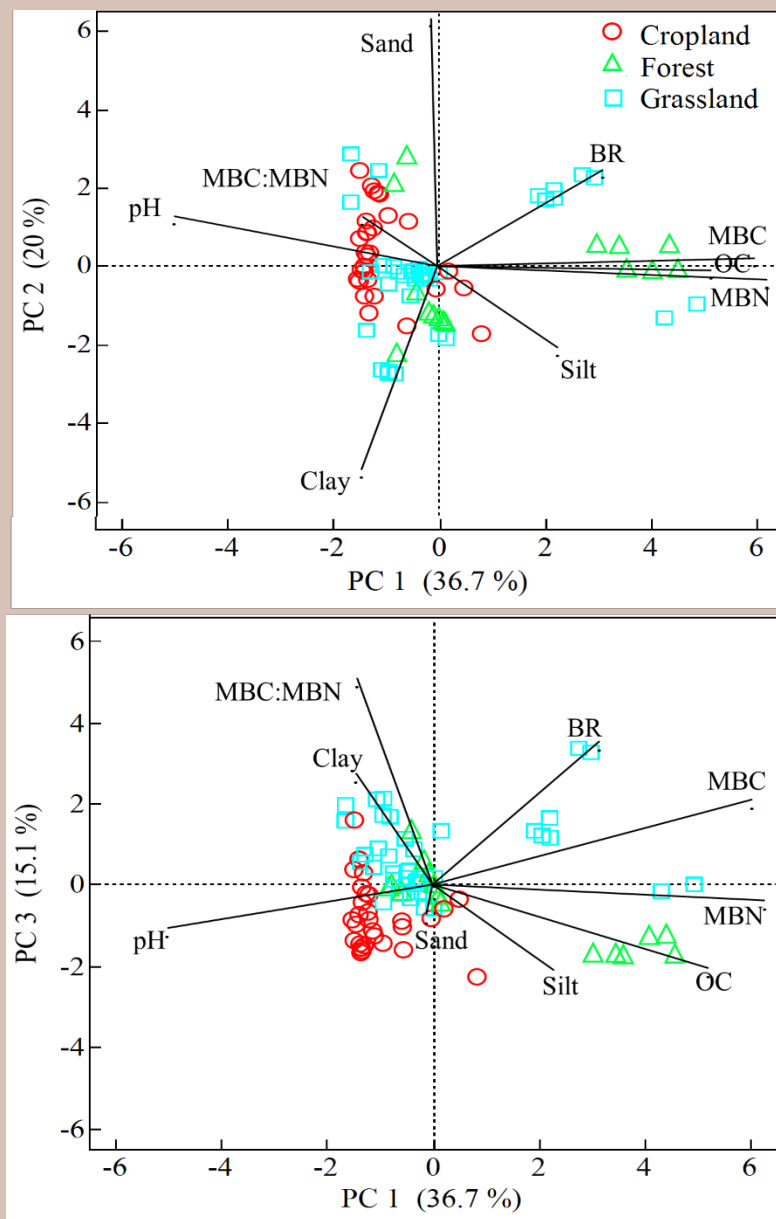 6
Sand
Cropland
Forest
Grassland
4
BR
2
MBC:MBN
pH
MBC
0
OC
MBN
-2
Silt
-4
Clay
-6
PC 2 (20 %)
-6
-4
-2
0
2
4
6
PC 1 (36.7 %)
6
MBC:MBN
4
BR
Clay
MBC
2
0
MBN
pH
Sand
-2
Silt
OC
-4
-6
PC 3 (15.1 %)
-6
-4
-2
0
2
4
6
PC 1 (36.7 %)